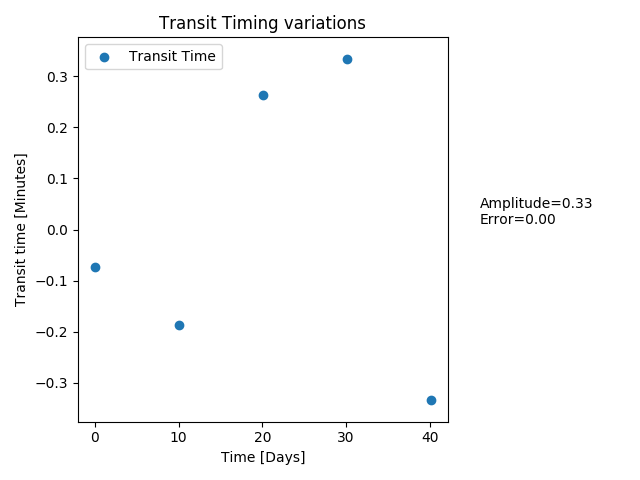 Transit Timing variations
Transit Time
0.3
0.2
0.1
0.0
−0.1
−0.2
−0.3
Transit time [Minutes]
Amplitude=0.33
Error=0.00
0 10 20 30 40
Time [Days]